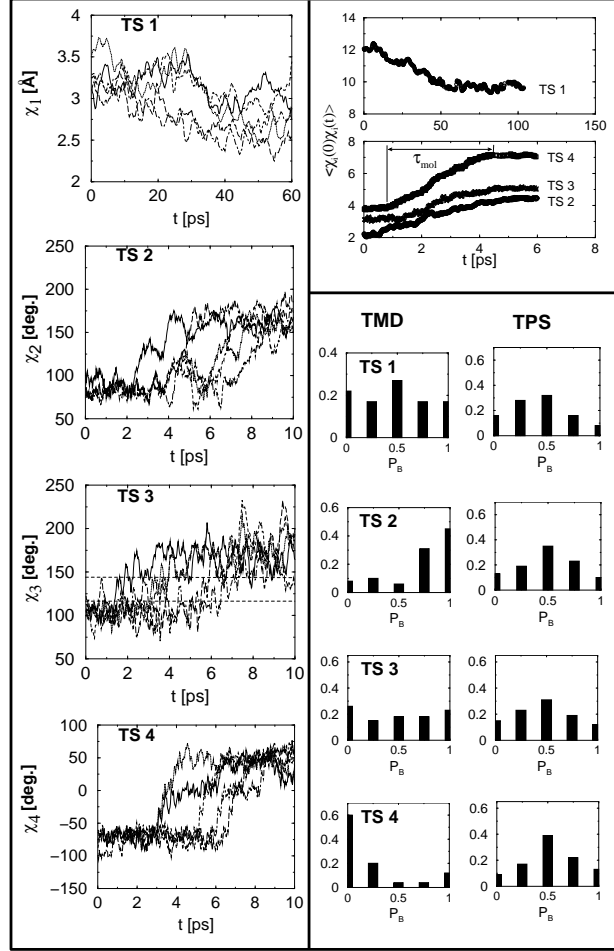 TS 1
χ1 [Å]
4
3.5
3
2.5
2
0 20 40 60
t [ps]
TS 2
χ2 [deg.]
250
200
150
100
50
0 2 4 6 8 10
t [ps]
TS 3
χ3 [deg.]
250
200
150
100
50
0 2 4 6 8 10
t [ps]
TS 4
χ4 [deg.]
100
50
0
−50
−100
−150
0 2 4 6 8 10
t [ps]
<χi(0)χi(t)>
14
12
10
8
6
TS 1
0 50 100 150
8
6
4
2
τmol
TS 4
TS 3
TS 2
0 2 4 6 8
t [ps]
TMD TPS
TS 1
0.4
0.2
0
0 0.5 1
PB
0.6
0.4
0.2
0
0 0.5 1
PB
TS 2
0.6
0.4
0.2
0
0 0.5 1
PB
0.6
0.4
0.2
0
0 0.5 1
PB
TS 3
0.6
0.4
0.2
0
0 0.5 1
PB
0.6
0.4
0.2
0
0 0.5 1
PB
TS 4
0.6
0.4
0.2
0
0 0.5 1
PB
0.6
0.4
0.2
0
0 0.5 1
PB